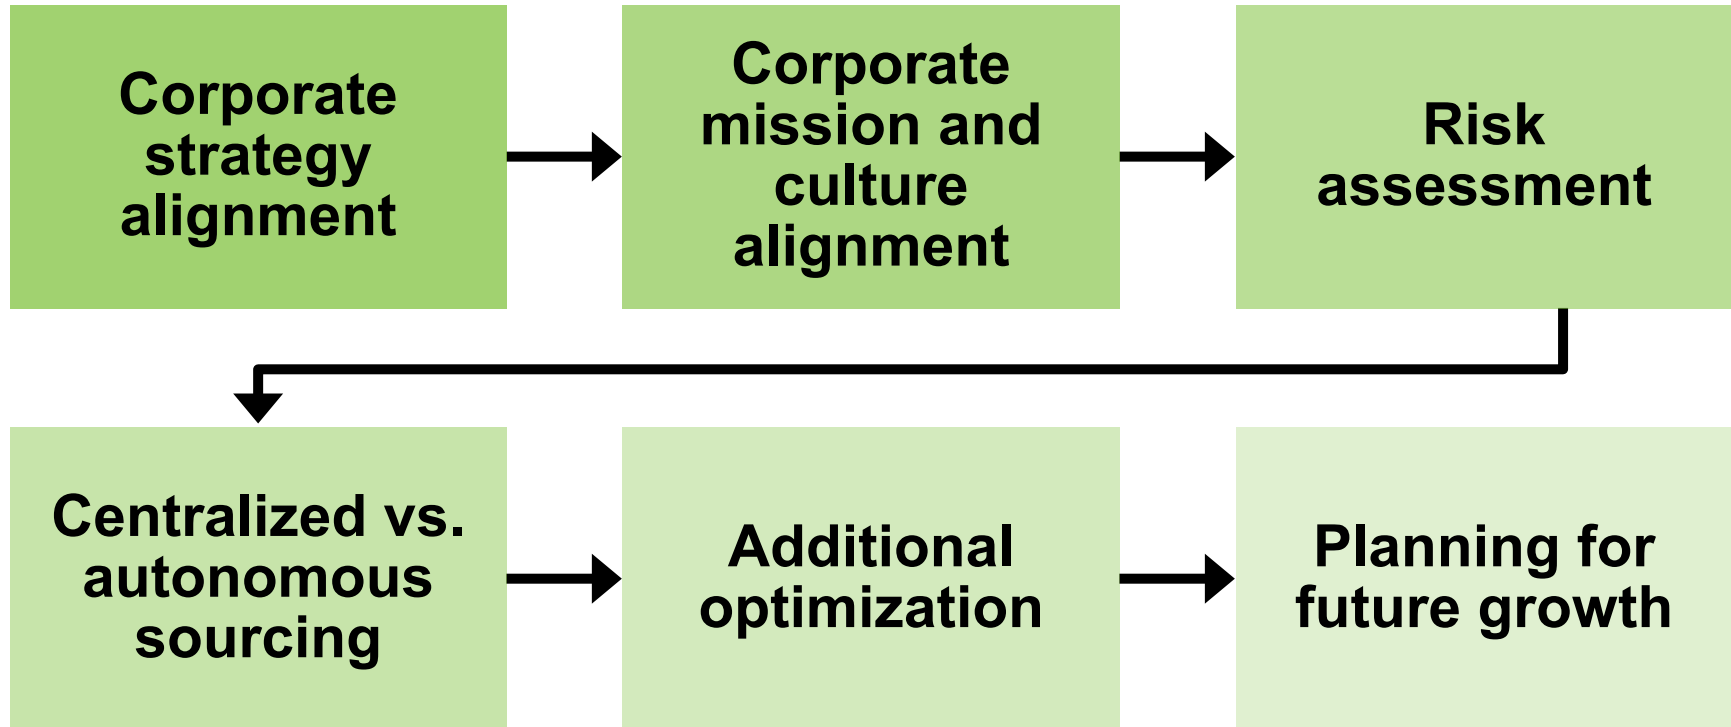 Corporate
strategy
alignment
Corporate
mission and
culture
alignment
Risk
assessment
Centralized vs.
autonomous
sourcing
Additional
optimization
Planning for
future growth